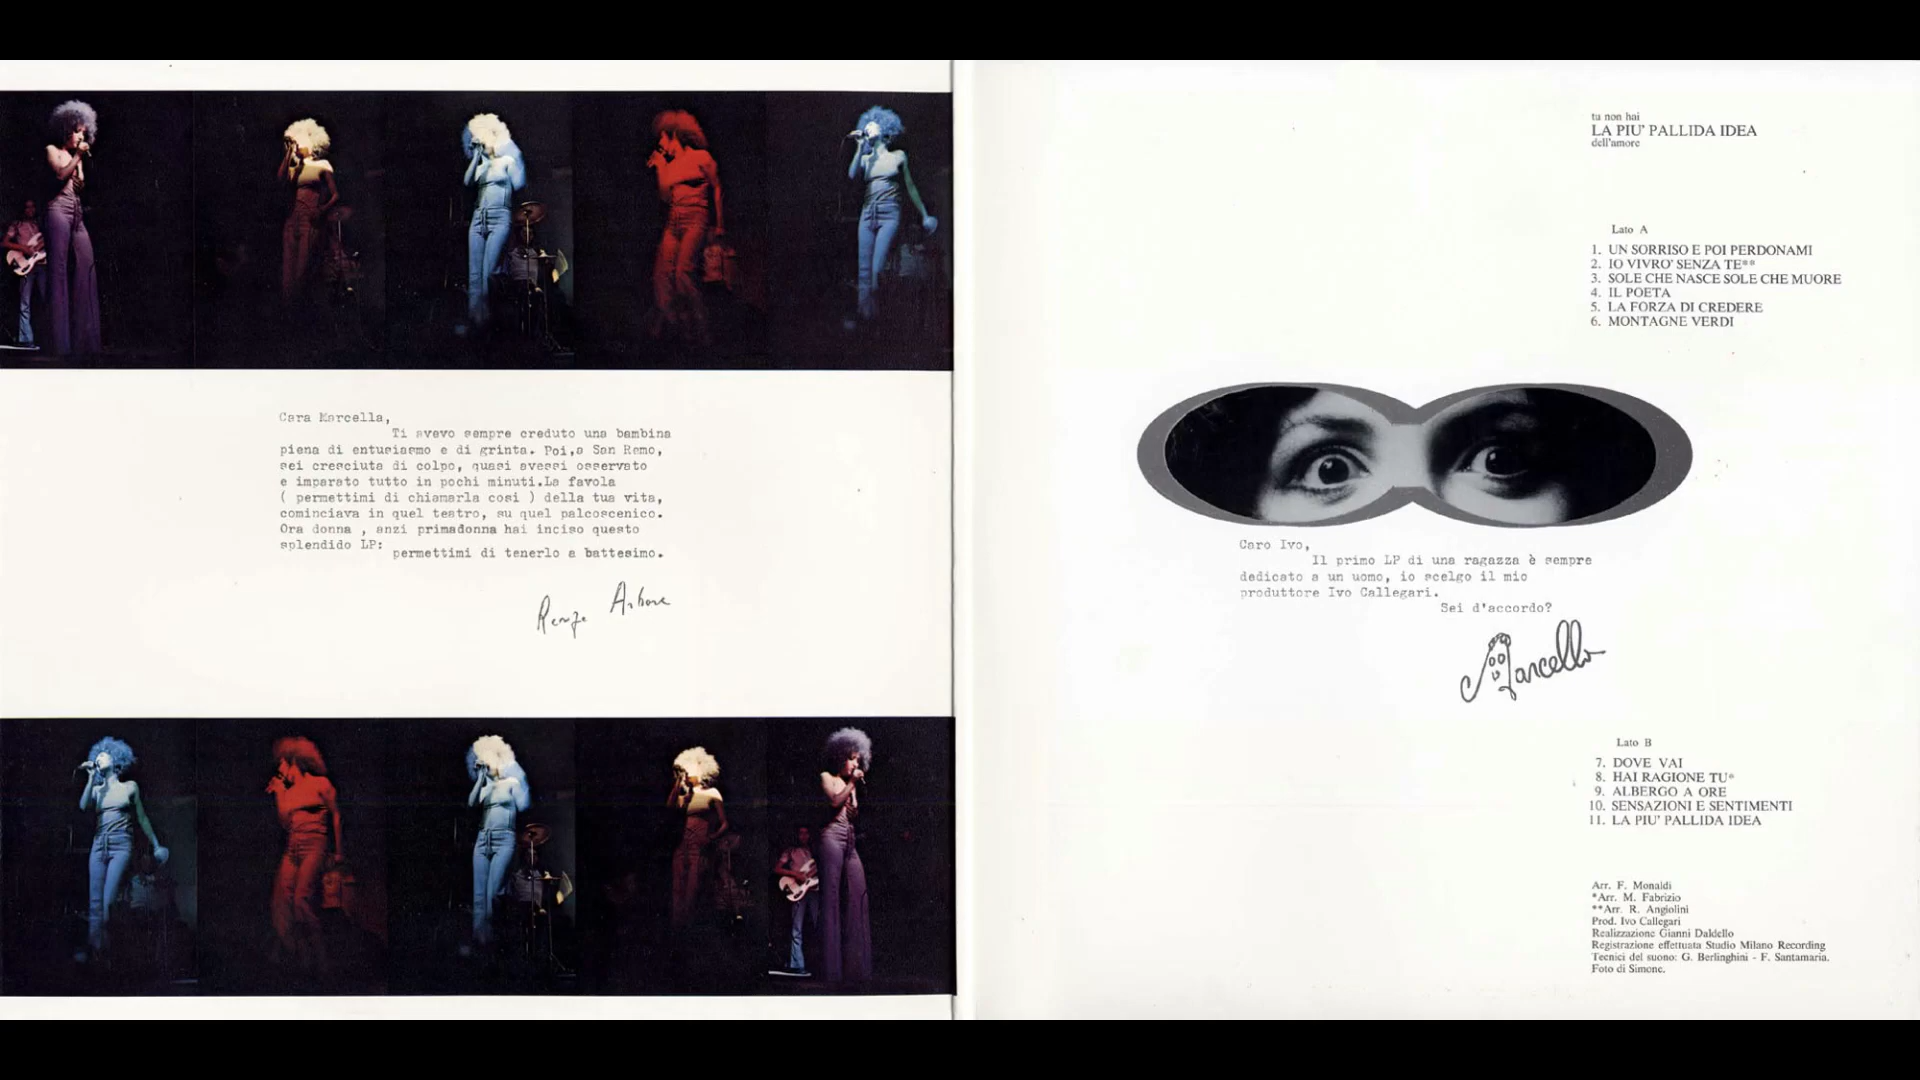 Cara Marcella,
Ti avevo sempre creduto una bambina
piena di entusiasmo e di grinta. Poi,a San Remo,
sei cresciuta di colpo, quasi avessi osservato
e imparato tutto in pochi minuti.La favola
( permettimi di chiamarla cosi ) della tua vita,
cominciava in quel teatro, su quel palcoscenico.
Ora donna , anzi primadonna hai inciso questo
splendido LP:
permettimi di tenerlo a battesimo.
Renzo Arbore
tu non hai
LA PIU' PALLIDA IDEA
dell'amore
Lato A
1. UN SORRISO E POI PERDONAMI
2. IO VIVRO' SENZA TE**
3. SOLE CHE NASCE SOLE CHE MUORE
4. IL POETA
5. LA FORZA DI CREDERE
6. MONTAGNE VERDI
Caro Ivo,
Il primo LP di una ragazza è sempre
dedicato a un uomo, io scelgo il mio
produttore Ivo Callegari.
Sei d'accordo?
Marcella
Lato B
7. DOVE VAI
8. HAI RAGIONE TU*
9. ALBERGO A ORE
10. SENSAZIONI E SENTIMENTI
11. LA PIU' PALLIDA IDEA
Arr. F. Monaldi
*Arr. M. Fabrizio
**Arr. R. Angiolini
Prod. Ivo Callegari
Realizzazione Gianni Daldello
Registrazione effettuata Studio Milano Recording
Tecnici del suono: G. Berlinghini - F. Santamaria.
Foto di Simone.